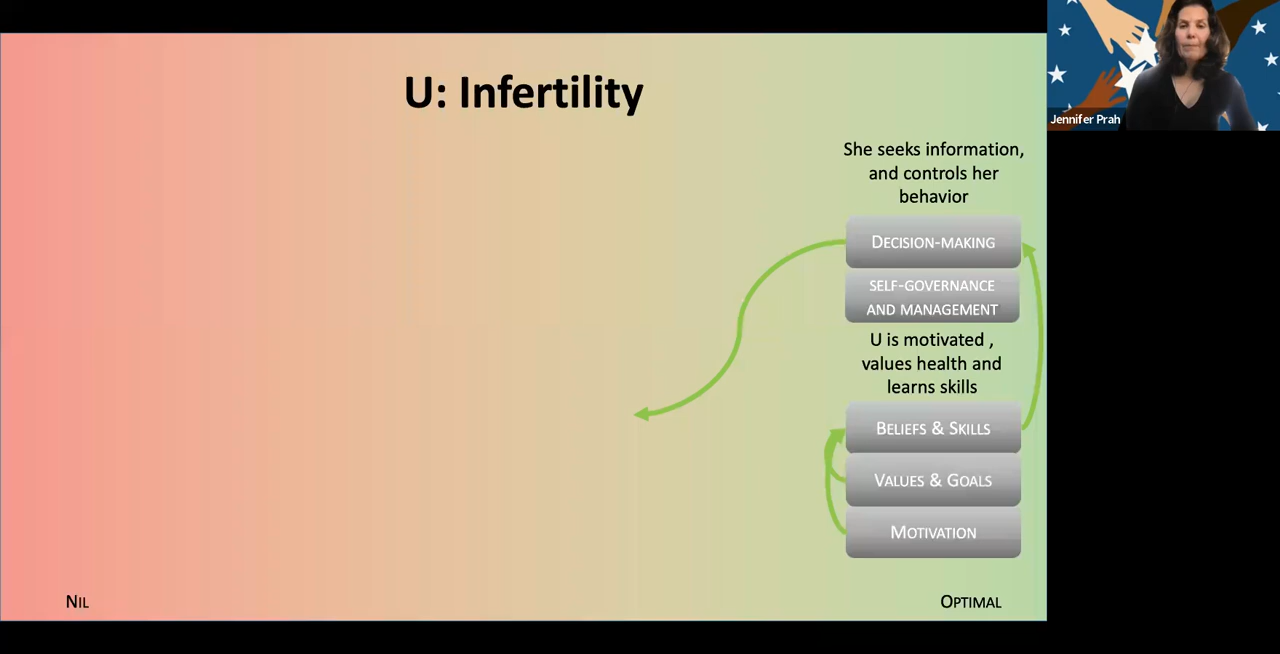 U: Infertility
Jennifer Prah
She seeks information,
and controls her
behavior
DECISION-MAKING
SELF-GOVERNANCE
AND MANAGEMENT
U is motivated ,
values health and
learns skills
BELIEFS & SKILLS
VALUES & GOALS
MOTIVATION
NIL
OPTIMAL